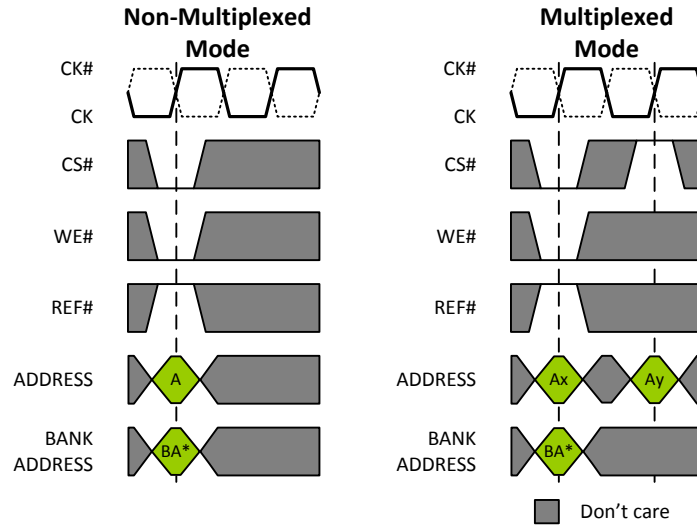 Non-Multiplexed
Mode
CK#
CK
CS#
WE#
REF#
ADDRESS
A
BANK
ADDRESS
BA*
Multiplexed
Mode
CK#
CK
CS#
WE#
REF#
ADDRESS
Ax
Ay
BANK
ADDRESS
BA*
Don't care